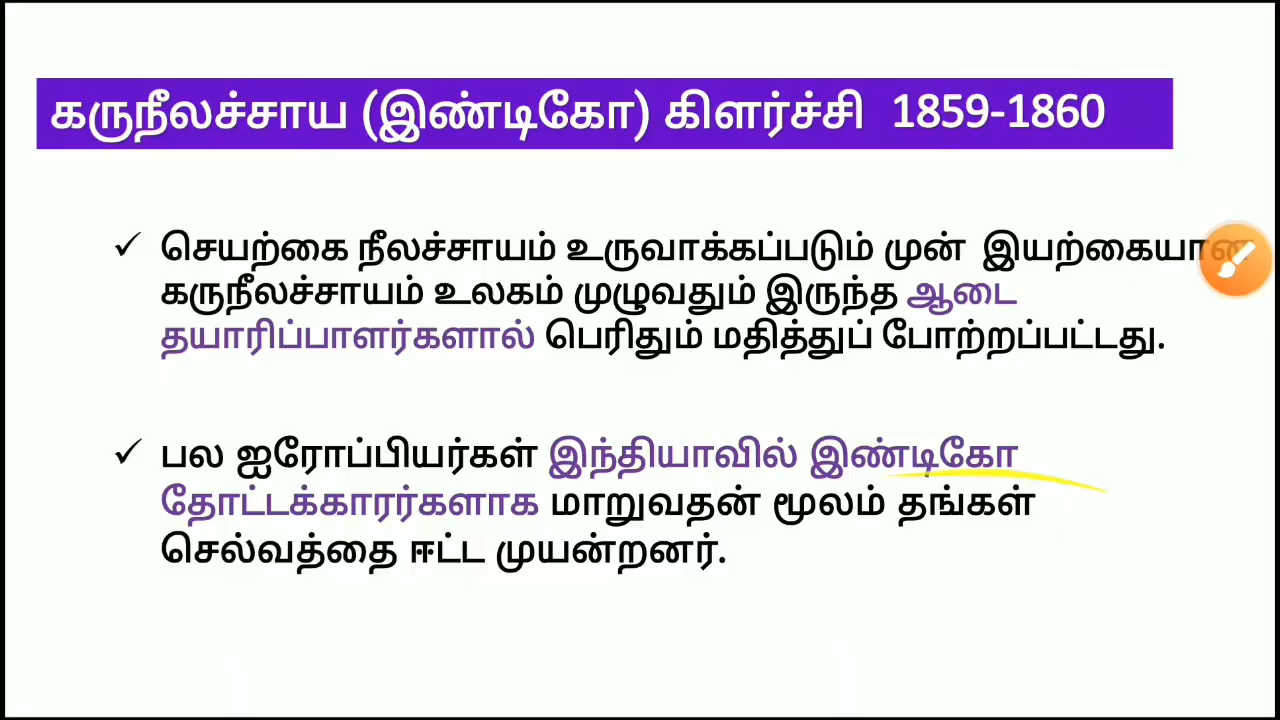 கருநீலச்சாய (இண்டிகோ) கிளர்ச்சி 1859-1860
✓ செயற்கை நீலச்சாயம் உருவாக்கப்படும் முன் இயற்கையான
கருநீலச்சாயம் உலகம் முழுவதும் இருந்த ஆடை
தயாரிப்பாளர்களால் பெரிதும் மதித்துப் போற்றப்பட்டது.
✓ பல ஐரோப்பியர்கள் இந்தியாவில் இண்டிகோ
தோட்டக்காரர்களாக மாறுவதன் மூலம் தங்கள்
செல்வத்தை ஈட்ட முயன்றனர்.